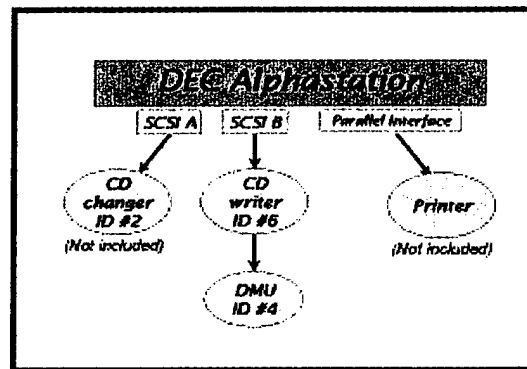 DEC Alphastation
SCSI A SCSI B Parallel Interface
CD changer ID #2
(Not included)
CD writer ID #6
Printer
(Not included)
DMU ID #4